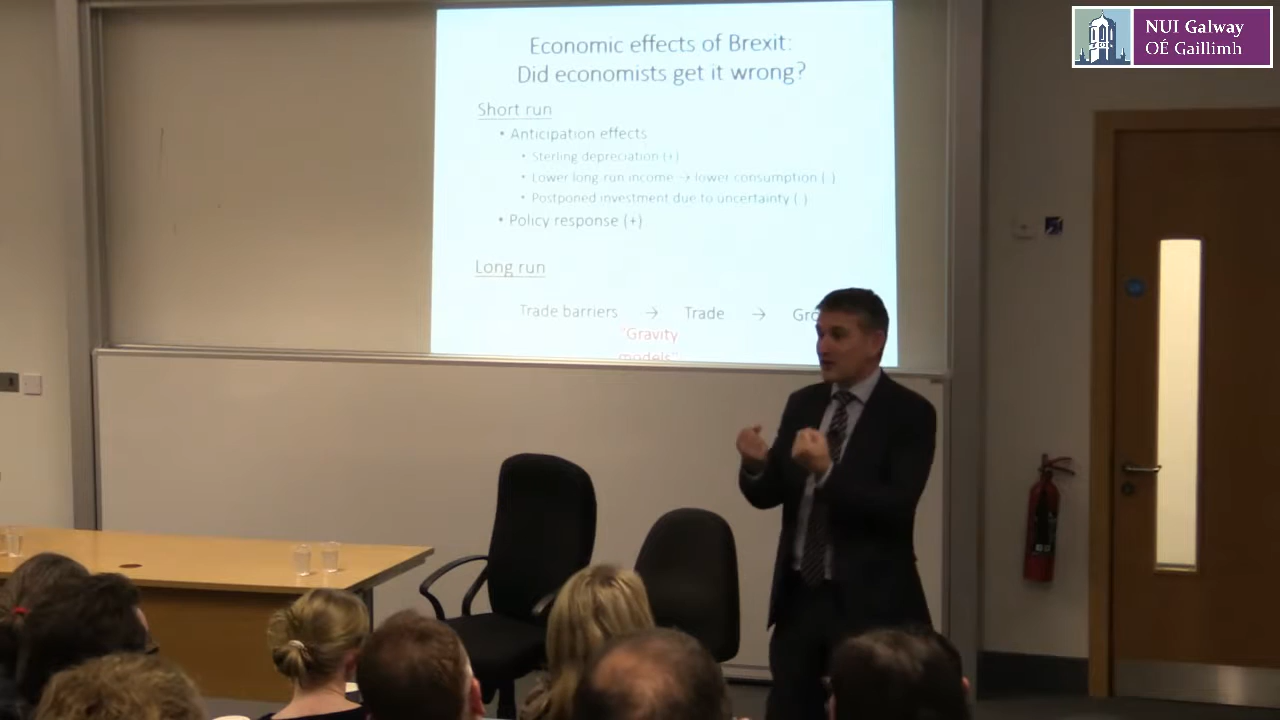 NUI Galway
OÉ Gaillimh
Economic effects of Brexit:
Did economists get it wrong?
Short run
• Anticipation effects
• Sterling depreciation (+)
• Lower long run income → lower consumption ( )
• Postponed investment due to uncertainty ( )
• Policy response (+)
Long run
Trade barriers → Trade →
"Gravity
models"